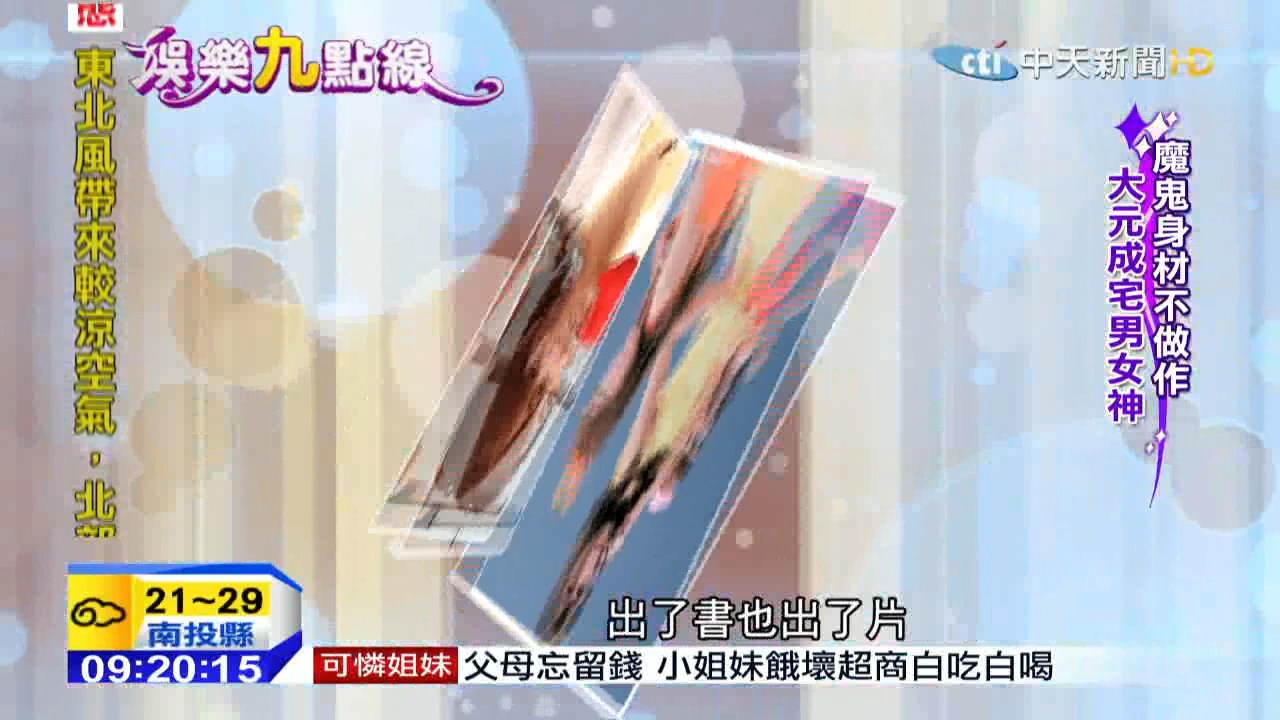 東北風帶來較涼空氣，北
娛樂九點線
cti 中天新聞HD
魔鬼身材不做作
大元成宅男女神
出了書也出了片
21~29
南投縣
09:20:15
可憐姐妹 父母忘留錢 小姐妹餓壞超商白吃白喝